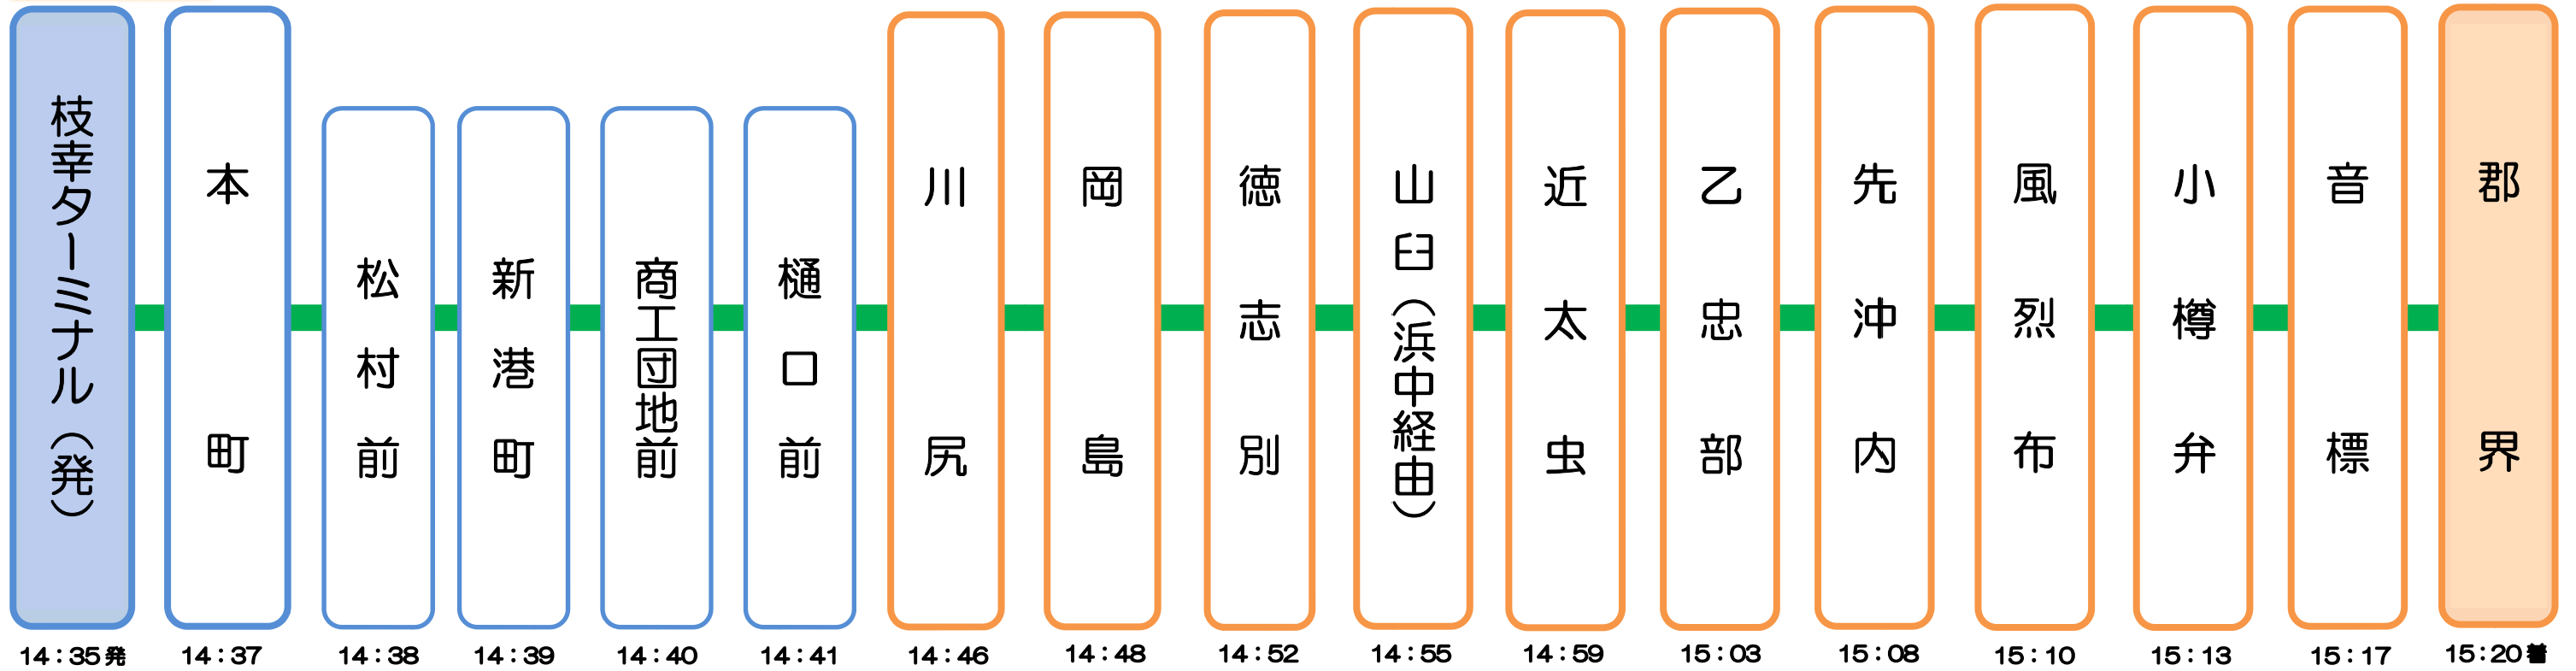 枝幸ターミナル(発)
本町
松村前
新港町
商工団地前
樋口前
川尻
岡島
徳志別
山臼(浜中経由)
近太虫
乙忠部
先沖内
風烈布
小樽弁
音標
郡界
14:35発
14:37
14:38
14:39
14:40
14:41
14:46
14:48
14:52
14:55
14:59
15:03
15:08
15:10
15:13
15:17
15:20着